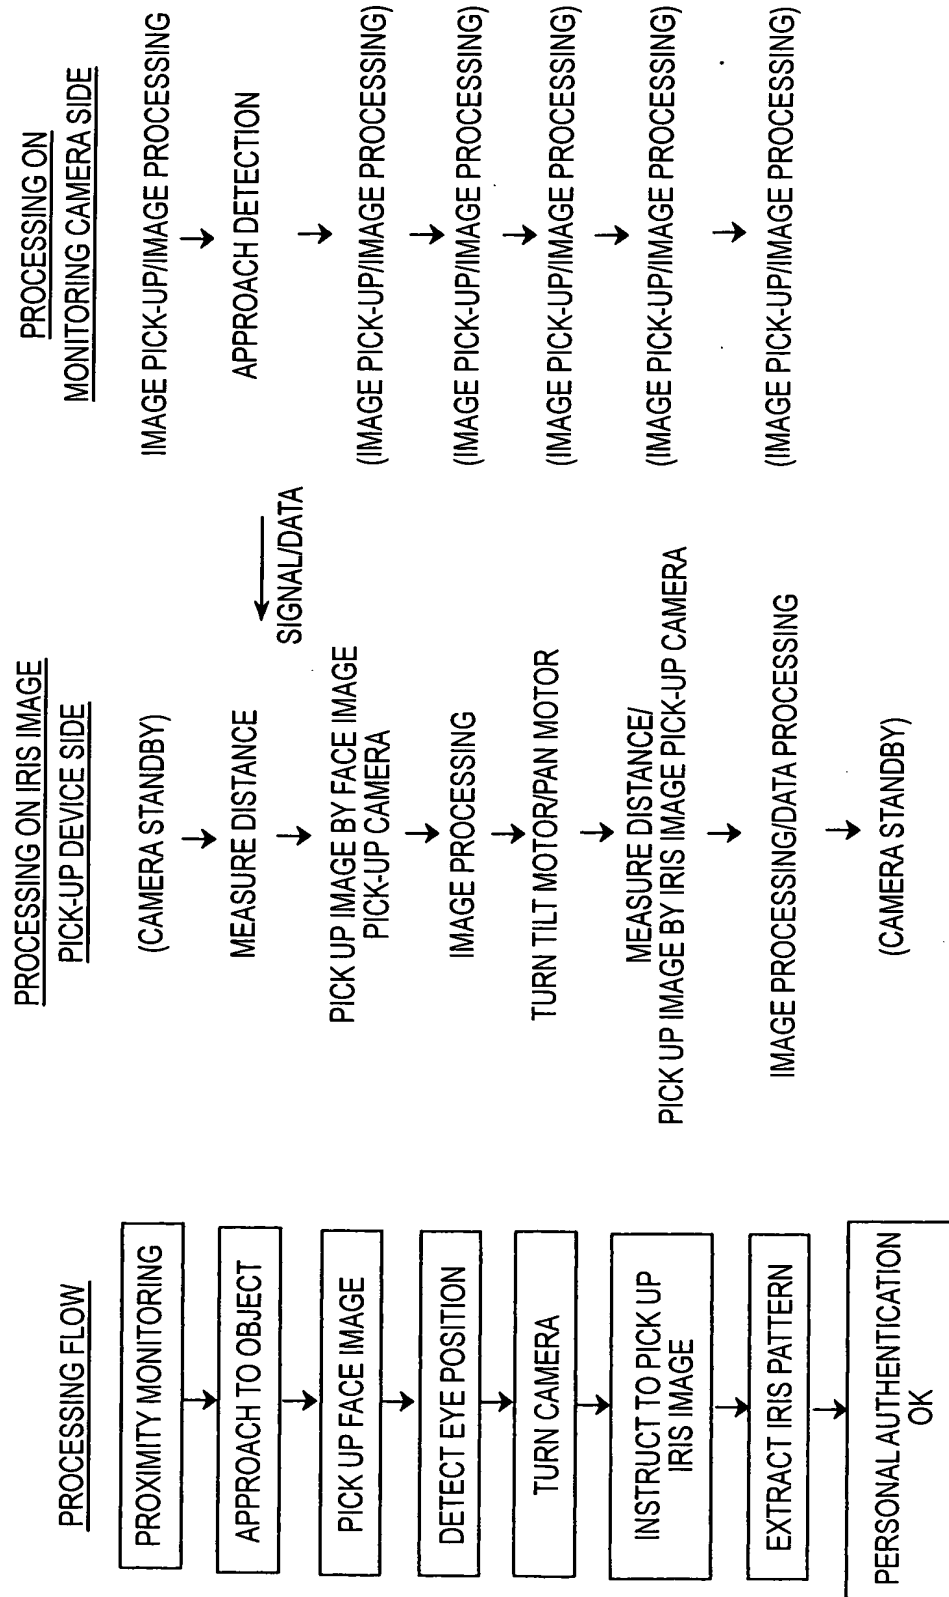 PROCESSING FLOW
PROXIMITY MONITORING
APPROACH TO OBJECT
PICK UP FACE IMAGE
DETECT EYE POSITION
TURN CAMERA
INSTRUCT TO PICK UP
IRIS IMAGE
EXTRACT IRIS PATTERN
PERSONAL AUTHENTICATION
OK
PROCESSING ON IRIS IMAGE
PICK-UP DEVICE SIDE
(CAMERA STANDBY)
MEASURE DISTANCE
PICK UP IMAGE BY FACE IMAGE
PICK-UP CAMERA
IMAGE PROCESSING
TURN TILT MOTOR/PAN MOTOR
MEASURE DISTANCE/
PICK UP IMAGE BY IRIS IMAGE PICK-UP CAMERA
IMAGE PROCESSING/DATA PROCESSING
(CAMERA STANDBY)
SIGNAL/DATA
PROCESSING ON
MONITORING CAMERA SIDE
IMAGE PICK-UP/IMAGE PROCESSING
APPROACH DETECTION
(IMAGE PICK-UP/IMAGE PROCESSING)
(IMAGE PICK-UP/IMAGE PROCESSING)
(IMAGE PICK-UP/IMAGE PROCESSING)
(IMAGE PICK-UP/IMAGE PROCESSING)
(IMAGE PICK-UP/IMAGE PROCESSING)